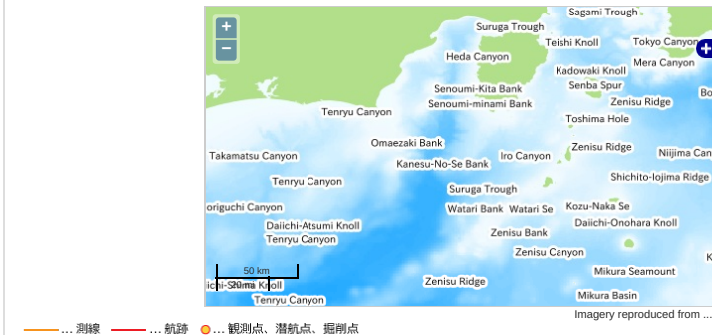 Sagami Trough
Suruga Trough
Teishi Knoll
Tokyo Canyon
Heda Canyon
Mera Canyon
Kadowaki Knoll
Senba Spur
Senoumi-Kita Bank
Senoumi-minami Bank
Zenisu Ridge
Tenryu Canyon
Toshima Hole
Omaezaki Bank
Zenisu Ridge
Takamatsu Canyon
Iro Canyon
Niijima Can
Kanesu-No-Se Bank
Tenryu Canyon
Shichito-Iojima Ridge
Suruga Trough
origuchi Canyon
Watari Bank
Watari Se
Kozu-Naka Se
Daiichi-Atsumi Knoll
Daiichi-Onohara Knoll
Zenisu Bank
Tenryu Canyon
Zenisu Canyon
50 km
Mikura Seamount
Zenisu Ridge
20 mi
Mikura Basin
Tenryu Canyon
Imagery reproduced from ...
... 測線
... 航跡
... 観測点、潜航点、掘削点